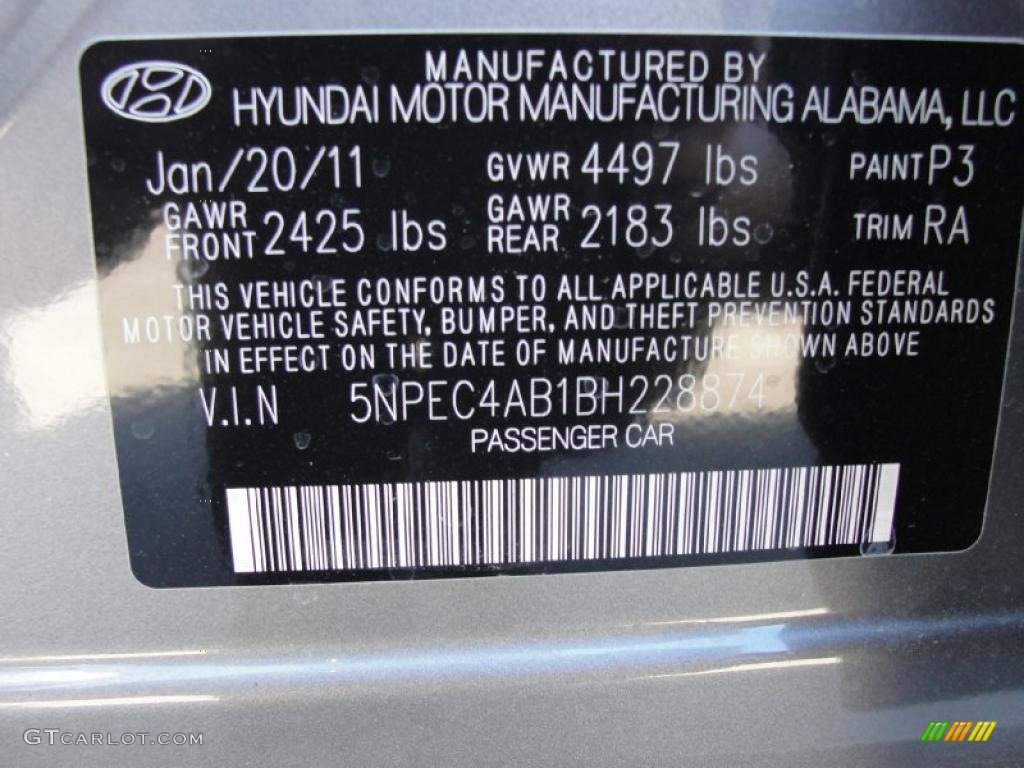 MANUFACTURED BY
HYUNDAI MOTOR MANUFACTURING ALABAMA, LLC
Jan/20/11 GVWR 4497 lbs PAINT P3
GAWR FRONT 2425 lbs GAWR REAR 2183 lbs TRIM RA
THIS VEHICLE CONFORMS TO ALL APPLICABLE U.S.A. FEDERAL
MOTOR VEHICLE SAFETY, BUMPER, AND THEFT PREVENTION STANDARDS
IN EFFECT ON THE DATE OF MANUFACTURE SHOWN ABOVE
V.I.N 5NPEC4AB1BH228874
PASSENGER CAR
GTCARLOT.COM